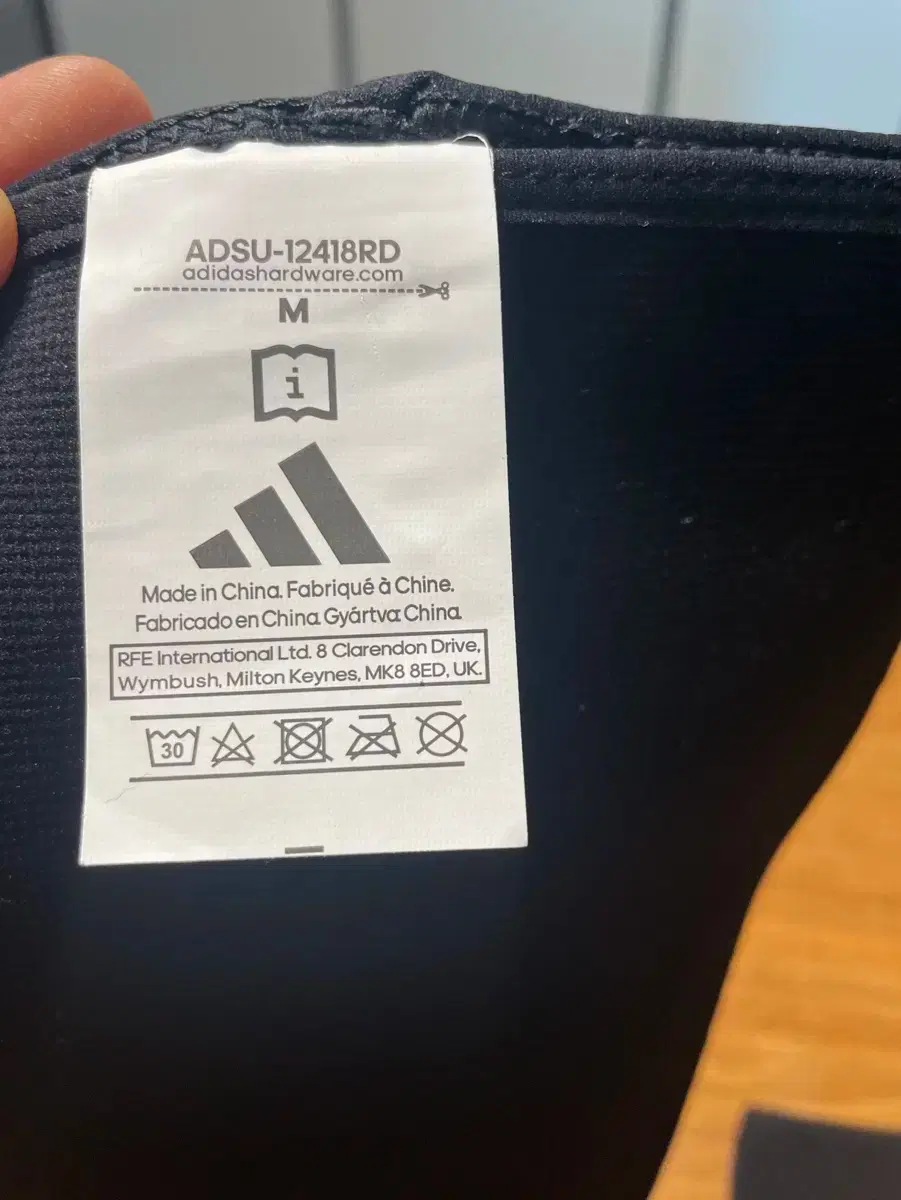 ADSU-12418RD
adidashardware.com
M
i
Made in China. Fabriqué à Chine.
Fabricado en China. Gyártva: China.
RFE International Ltd. 8 Clarendon Drive,
Wymbush, Milton Keynes, MK8 8ED, UK.
30